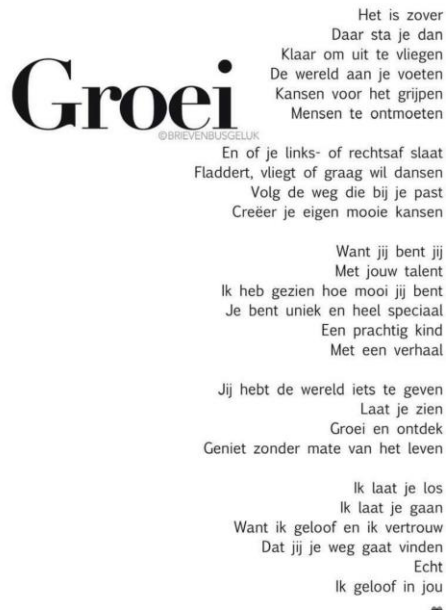 Groei
©BRIEVENBUSGELUK
Het is zover
Daar sta je dan
Klaar om uit te vliegen
De wereld aan je voeten
Kansen voor het grijpen
Mensen te ontmoeten
En of je links- of rechtsaf slaat
Fladdert, vliegt of graag wil dansen
Volg de weg die bij je past
Creëer je eigen mooie kansen
Want jij bent jij
Met jouw talent
Ik heb gezien hoe mooi jij bent
Je bent uniek en heel speciaal
Een prachtig kind
Met een verhaal
Jij hebt de wereld iets te geven
Laat je zien
Groei en ontdek
Geniet zonder mate van het leven
Ik laat je los
Ik laat je gaan
Want ik geloof en ik vertrouw
Dat jij je weg gaat vinden
Echt
Ik geloof in jou